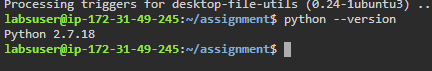 Processing triggers for desktop-file-utils (0.24-1ubuntu3) ..
labsuser@ip-172-31-49-245:~/assignment$ python --version
Python 2.7.18
labsuser@ip-172-31-49-245:~/assignment$